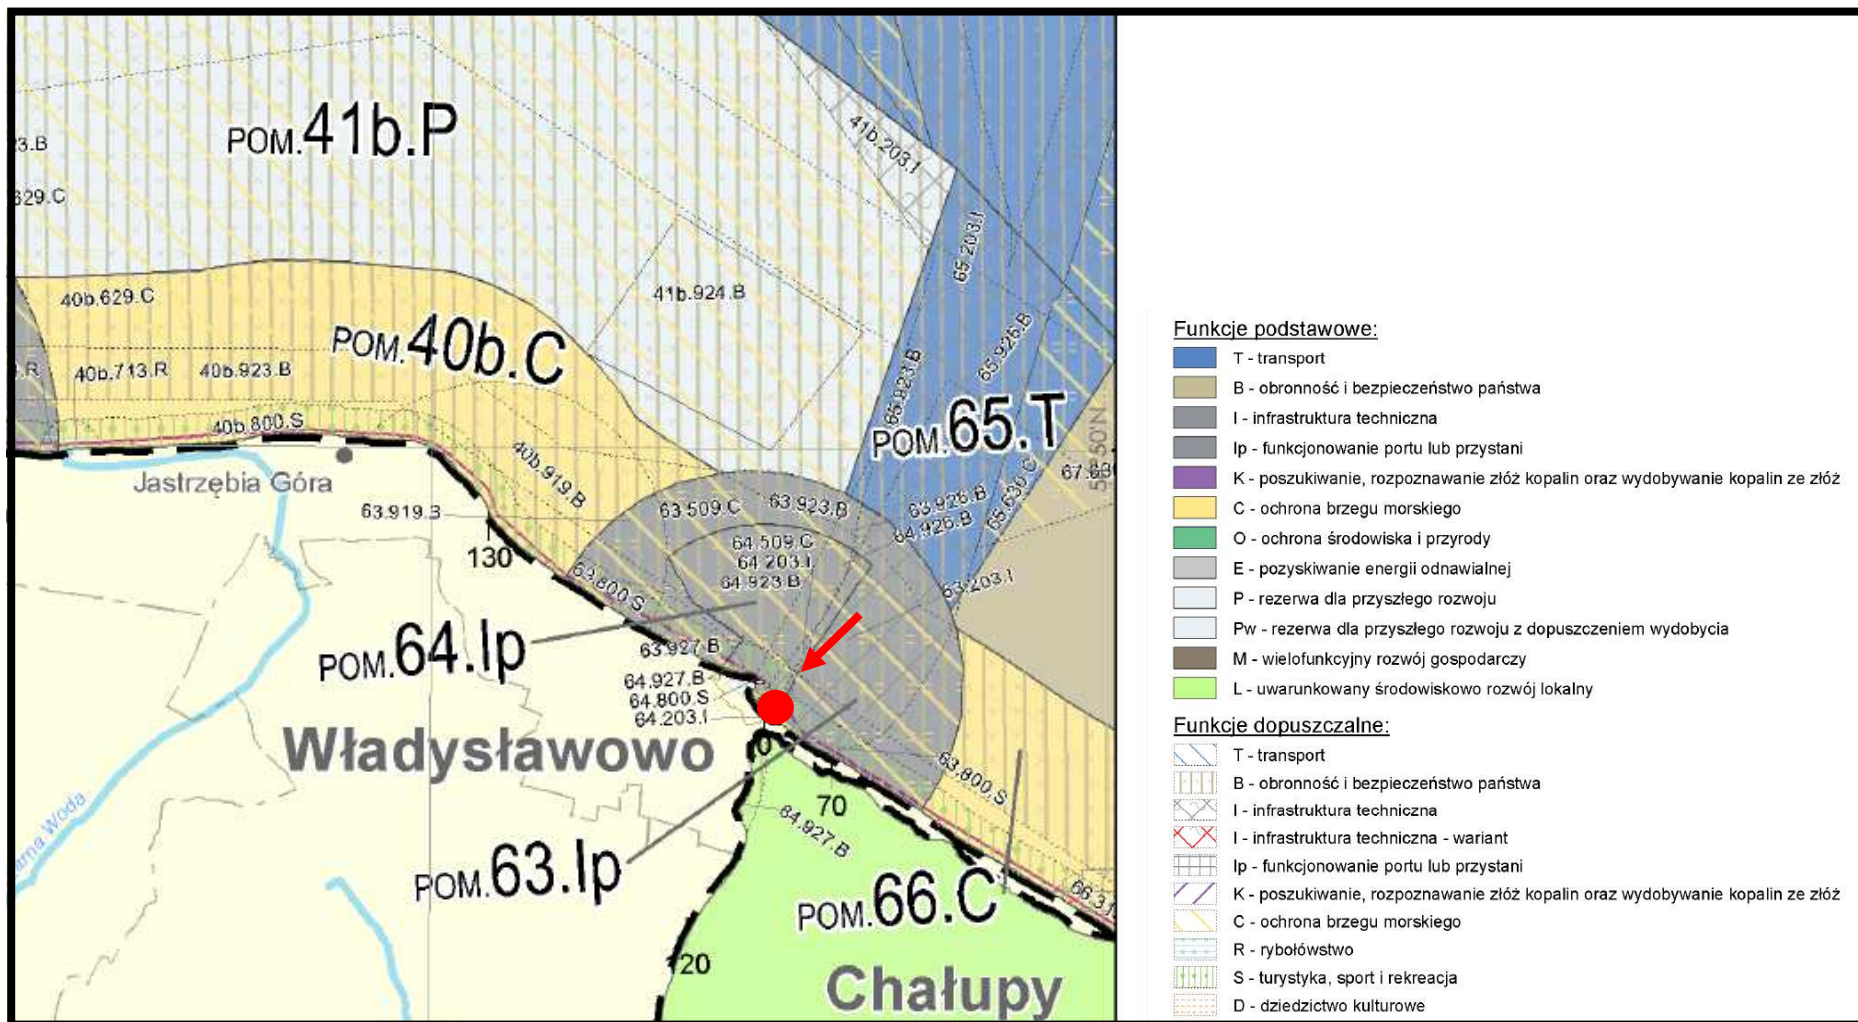 POM.41b.P
41b.203.I
23.B
629.C
65.203.I
40b.629.C
41b.924.B
POM.40b.C
65.926.B
65.923.B
.R
40b.713.R
40b.923.B
40b.800.S
POM.65.T
Jastrzębia Góra
40b.919.B
63.919.B
63.509.C
63.923.B
63.926.B
64.926.B
65.630.C
130
64.509.C
64.203.I
64.923.B
63.203.I
63.800.S
POM.64.Ip
63.927.B
64.927.B
64.800.S
64.203.I
Władysławowo
0
63.800.S
70
64.927.B
POM.63.Ip
POM.66.C
66.31
120
Chałupy
Funkcje podstawowe:
T - transport
B - obronność i bezpieczeństwo państwa
I - infrastruktura techniczna
Ip - funkcjonowanie portu lub przystani
K - poszukiwanie, rozpoznawanie złóż kopalin oraz wydobywanie kopalin ze złóż
C - ochrona brzegu morskiego
O - ochrona środowiska i przyrody
E - pozyskiwanie energii odnawialnej
P - rezerwa dla przyszłego rozwoju
Pw - rezerwa dla przyszłego rozwoju z dopuszczeniem wydobycia
M - wielofunkcyjny rozwój gospodarczy
L - uwarunkowany środowiskowo rozwój lokalny
Funkcje dopuszczalne:
T - transport
B - obronność i bezpieczeństwo państwa
I - infrastruktura techniczna
I - infrastruktura techniczna - wariant
Ip - funkcjonowanie portu lub przystani
K - poszukiwanie, rozpoznawanie złóż kopalin oraz wydobywanie kopalin ze złóż
C - ochrona brzegu morskiego
R - rybołówstwo
S - turystyka, sport i rekreacja
D - dziedzictwo kulturowe